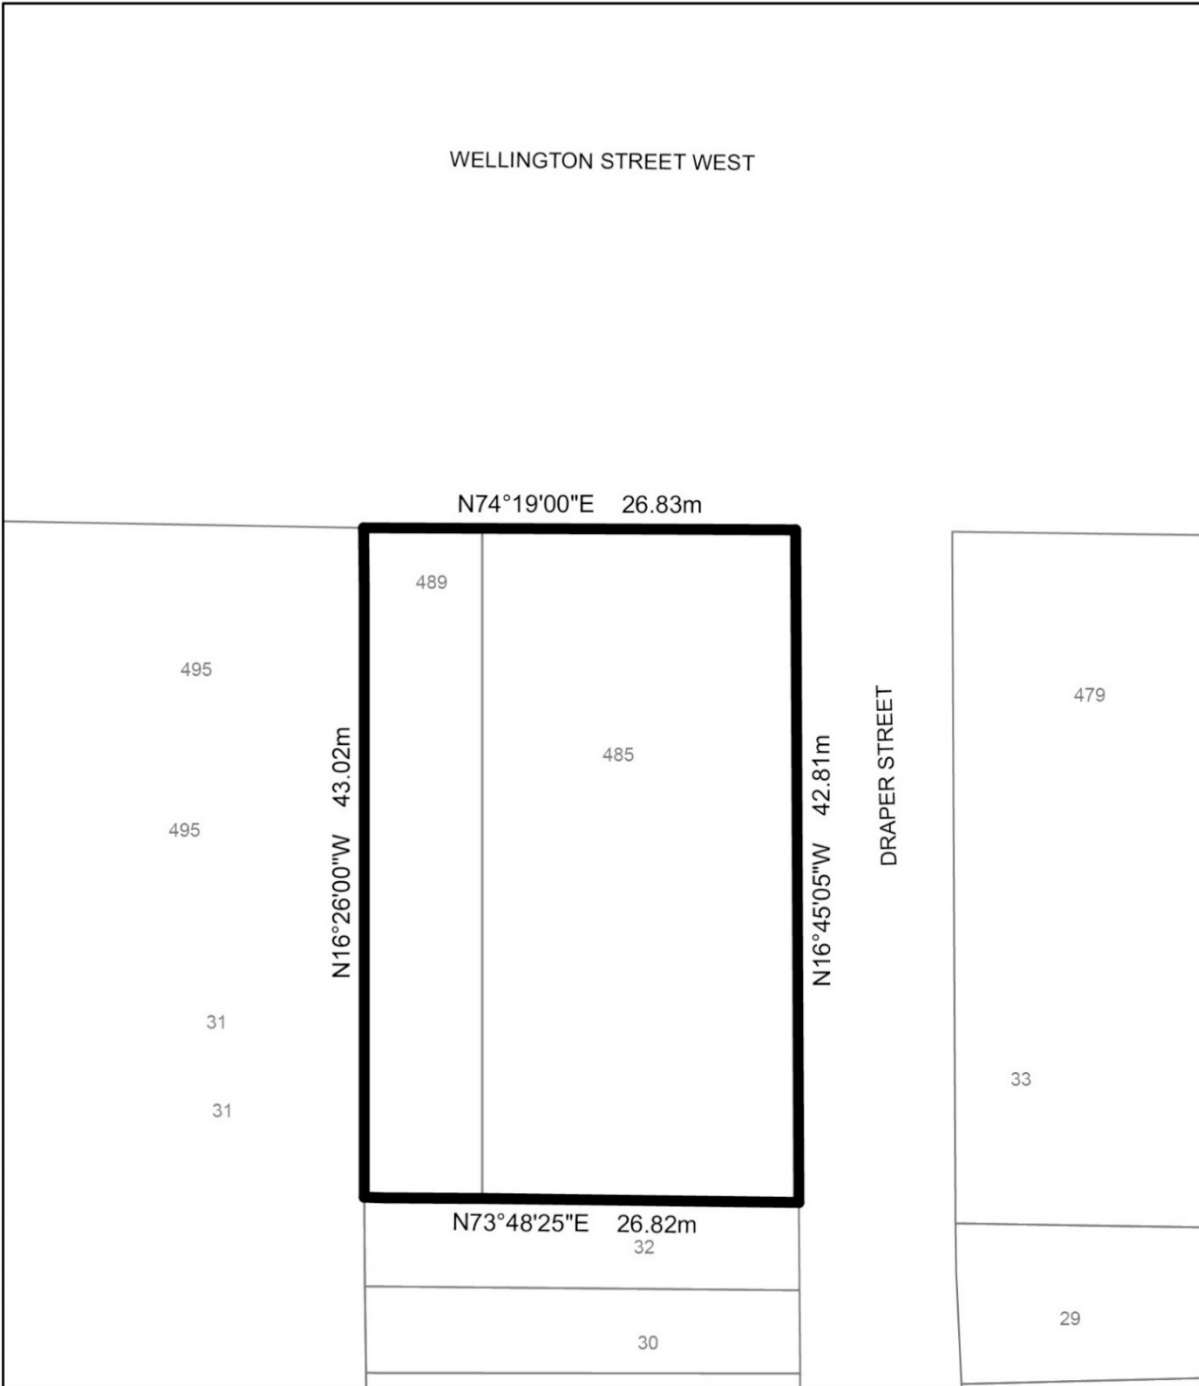 WELLINGTON STREET WEST
N74°19'00"E 26.83m
489
495
479
485
DRAPER STREET
N16°26'00"W 43.02m
N16°45'05"W 42.81m
495
31
33
31
N73°48'25"E 26.82m
32
29
30